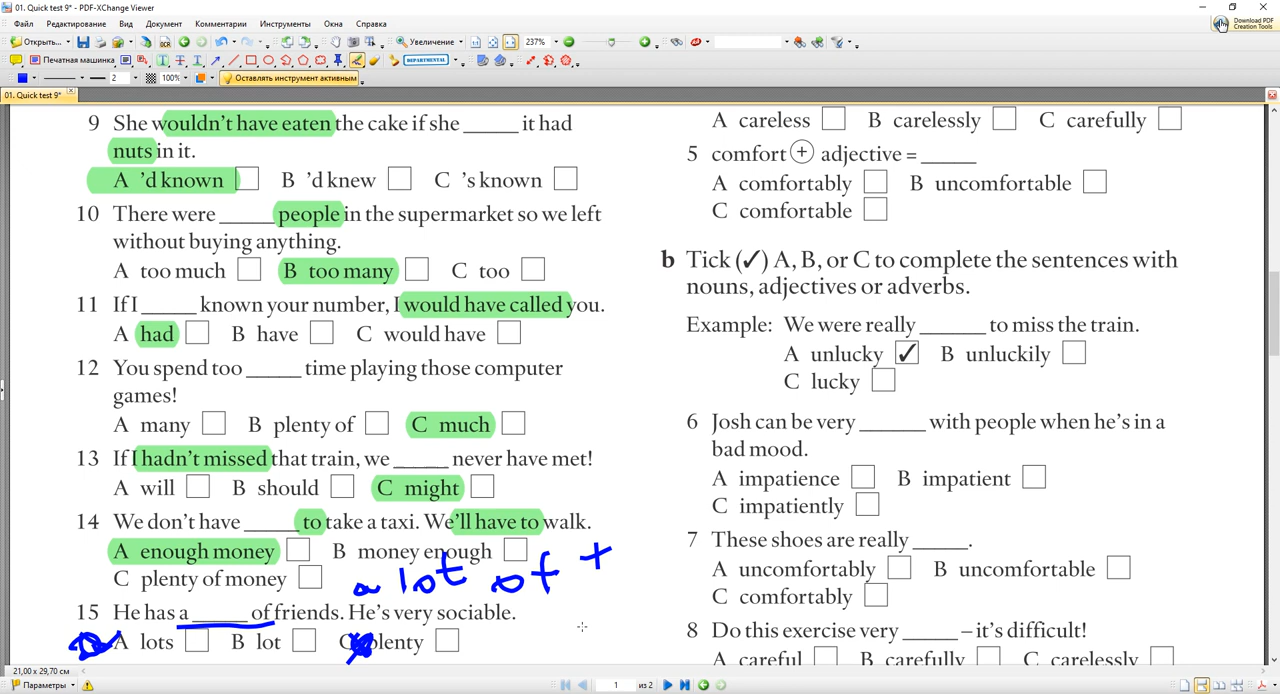 01. Quick test 9* - PDF-XChange Viewer
Файл Редактирование Вид Документ Комментарии Инструменты Окна Справка
Открыть... OCR Увеличение 237% Download PDF Creation Tools
Печатная машинка DEPARTMENTAL
2 100% Оставлять инструмент активным
01. Quick test 9*
9 She wouldn't have eaten the cake if she _____ it had
nuts in it.
A 'd known B 'd knew C 's known
10 There were _____ people in the supermarket so we left
without buying anything.
A too much B too many C too
11 If I _____ known your number, I would have called you.
A had B have C would have
12 You spend too _____ time playing those computer
games!
A many B plenty of C much
13 If I hadn't missed that train, we _____ never have met!
A will B should C might
14 We don't have _____ to take a taxi. We'll have to walk.
A enough money B money enough
C plenty of money
a lot of +
15 He has a _____ of friends. He's very sociable.
A lots B lot C plenty
A careless B carelessly C carefully
5 comfort + adjective = _____
A comfortably B uncomfortable
C comfortable
b Tick (✓) A, B, or C to complete the sentences with
nouns, adjectives or adverbs.
Example: We were really ______ to miss the train.
A unlucky ✓ B unluckily
C lucky
6 Josh can be very ______ with people when he's in a
bad mood.
A impatience B impatient
C impatiently
7 These shoes are really _____.
A uncomfortably B uncomfortable
C comfortably
8 Do this exercise very _____ – it's difficult!
A careful B carefully C carelessly
21,00 x 29,70 см
Параметры 1 из 2